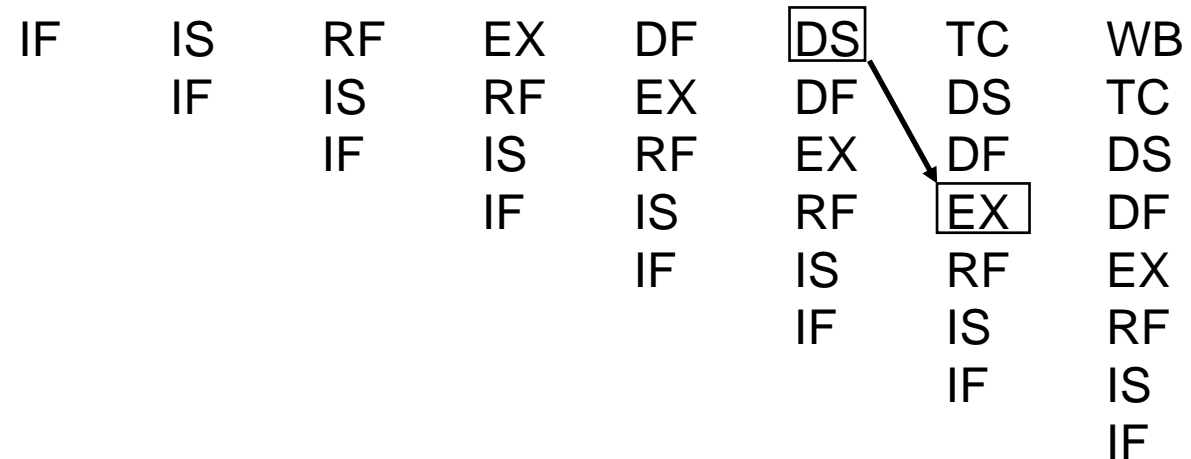 IF IS RF EX DF DS TC WB
IF IS RF EX DF DS TC
IF IS RF EX DF DS
IF IS RF EX DF
IF IS RF EX
IF IS RF
IF IS
IF